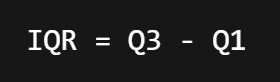 IQR = Q3 - Q1